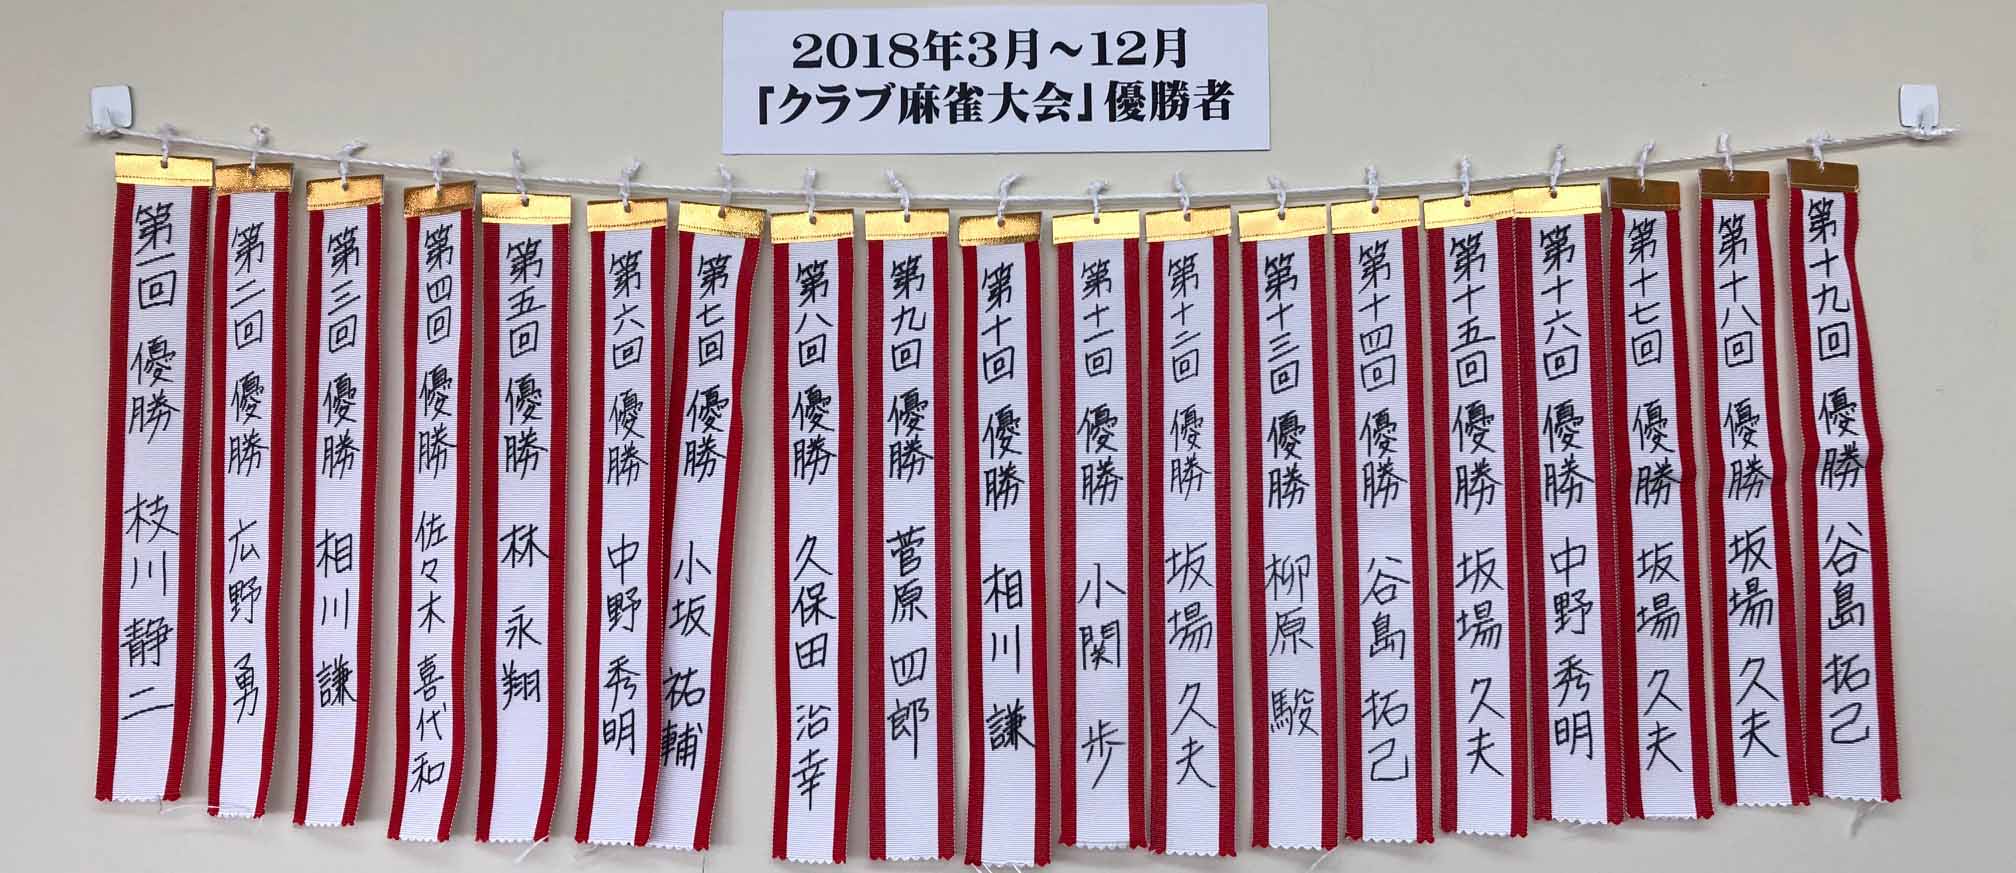 2018年3月～12月
「クラブ麻雀大会」優勝者
第一回 優勝 枝川 静二
第二回 優勝 広野 勇
第三回 優勝 相川 謙
第四回 優勝 佐々木 喜代和
第五回 優勝 林 永翔
第六回 優勝 中野 秀明
第七回 優勝 小坂 祐輔
第八回 優勝 久保田 治幸
第九回 優勝 菅原 四郎
第十回 優勝 相川 謙
第十一回 優勝 小関 歩
第十二回 優勝 坂場 久夫
第十三回 優勝 柳原 駿
第十四回 優勝 谷島 拓己
第十五回 優勝 坂場 久夫
第十六回 優勝 中野 秀明
第十七回 優勝 坂場 久夫
第十八回 優勝 坂場 久夫
第十九回 優勝 谷島 拓己